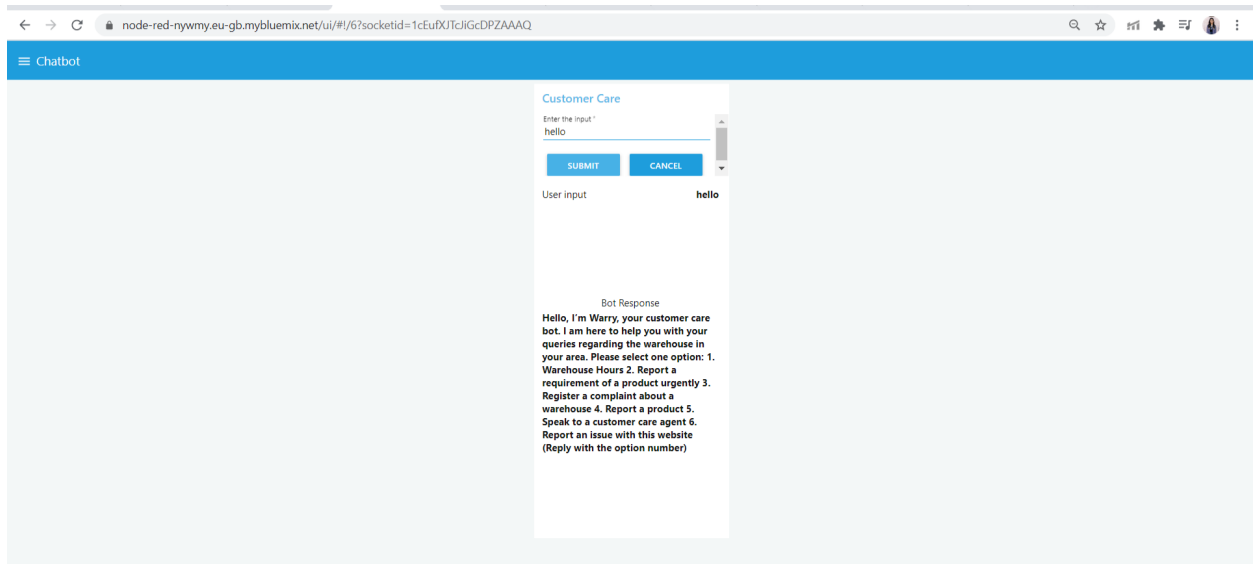 node-red-nywmy.eu-gb.mybluemix.net/ui/#!/6?socketid=1cEufXJTcJiGcDPZAAAQ
Chatbot
Customer Care
Enter the input *
hello
SUBMIT CANCEL
User input hello
Bot Response
Hello, I'm Warry, your customer care
bot. I am here to help you with your
queries regarding the warehouse in
your area. Please select one option: 1.
Warehouse Hours 2. Report a
requirement of a product urgently 3.
Register a complaint about a
warehouse 4. Report a product 5.
Speak to a customer care agent 6.
Report an issue with this website
(Reply with the option number)